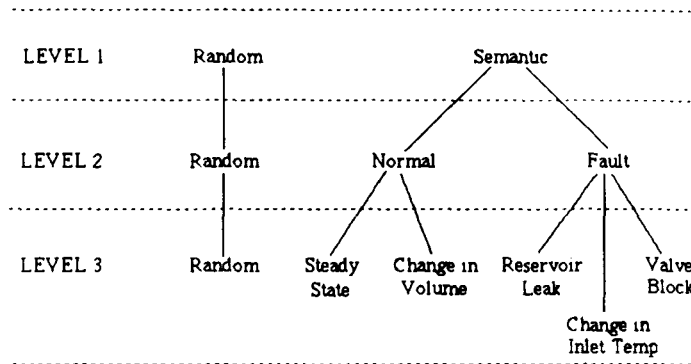 LEVEL 1 Random Semantic
LEVEL 2 Random Normal Fault
LEVEL 3 Random Steady State Change in Volume Reservoir Leak Valve Block
Change in Inlet Temp